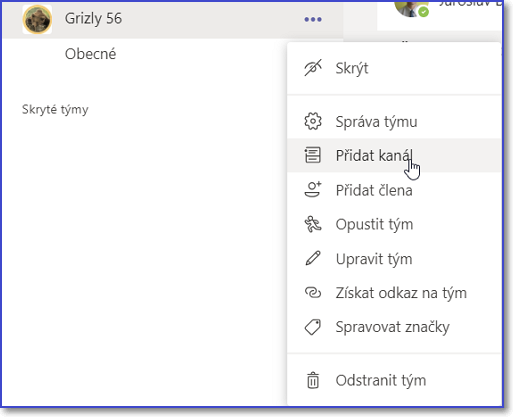 Grizly 56
Jaroslav
Obecné
Skrýt
Skryté týmy
Správa týmu
Přidat kanál
Přidat člena
Opustit tým
Upravit tým
Získat odkaz na tým
Spravovat značky
Odstranit tým